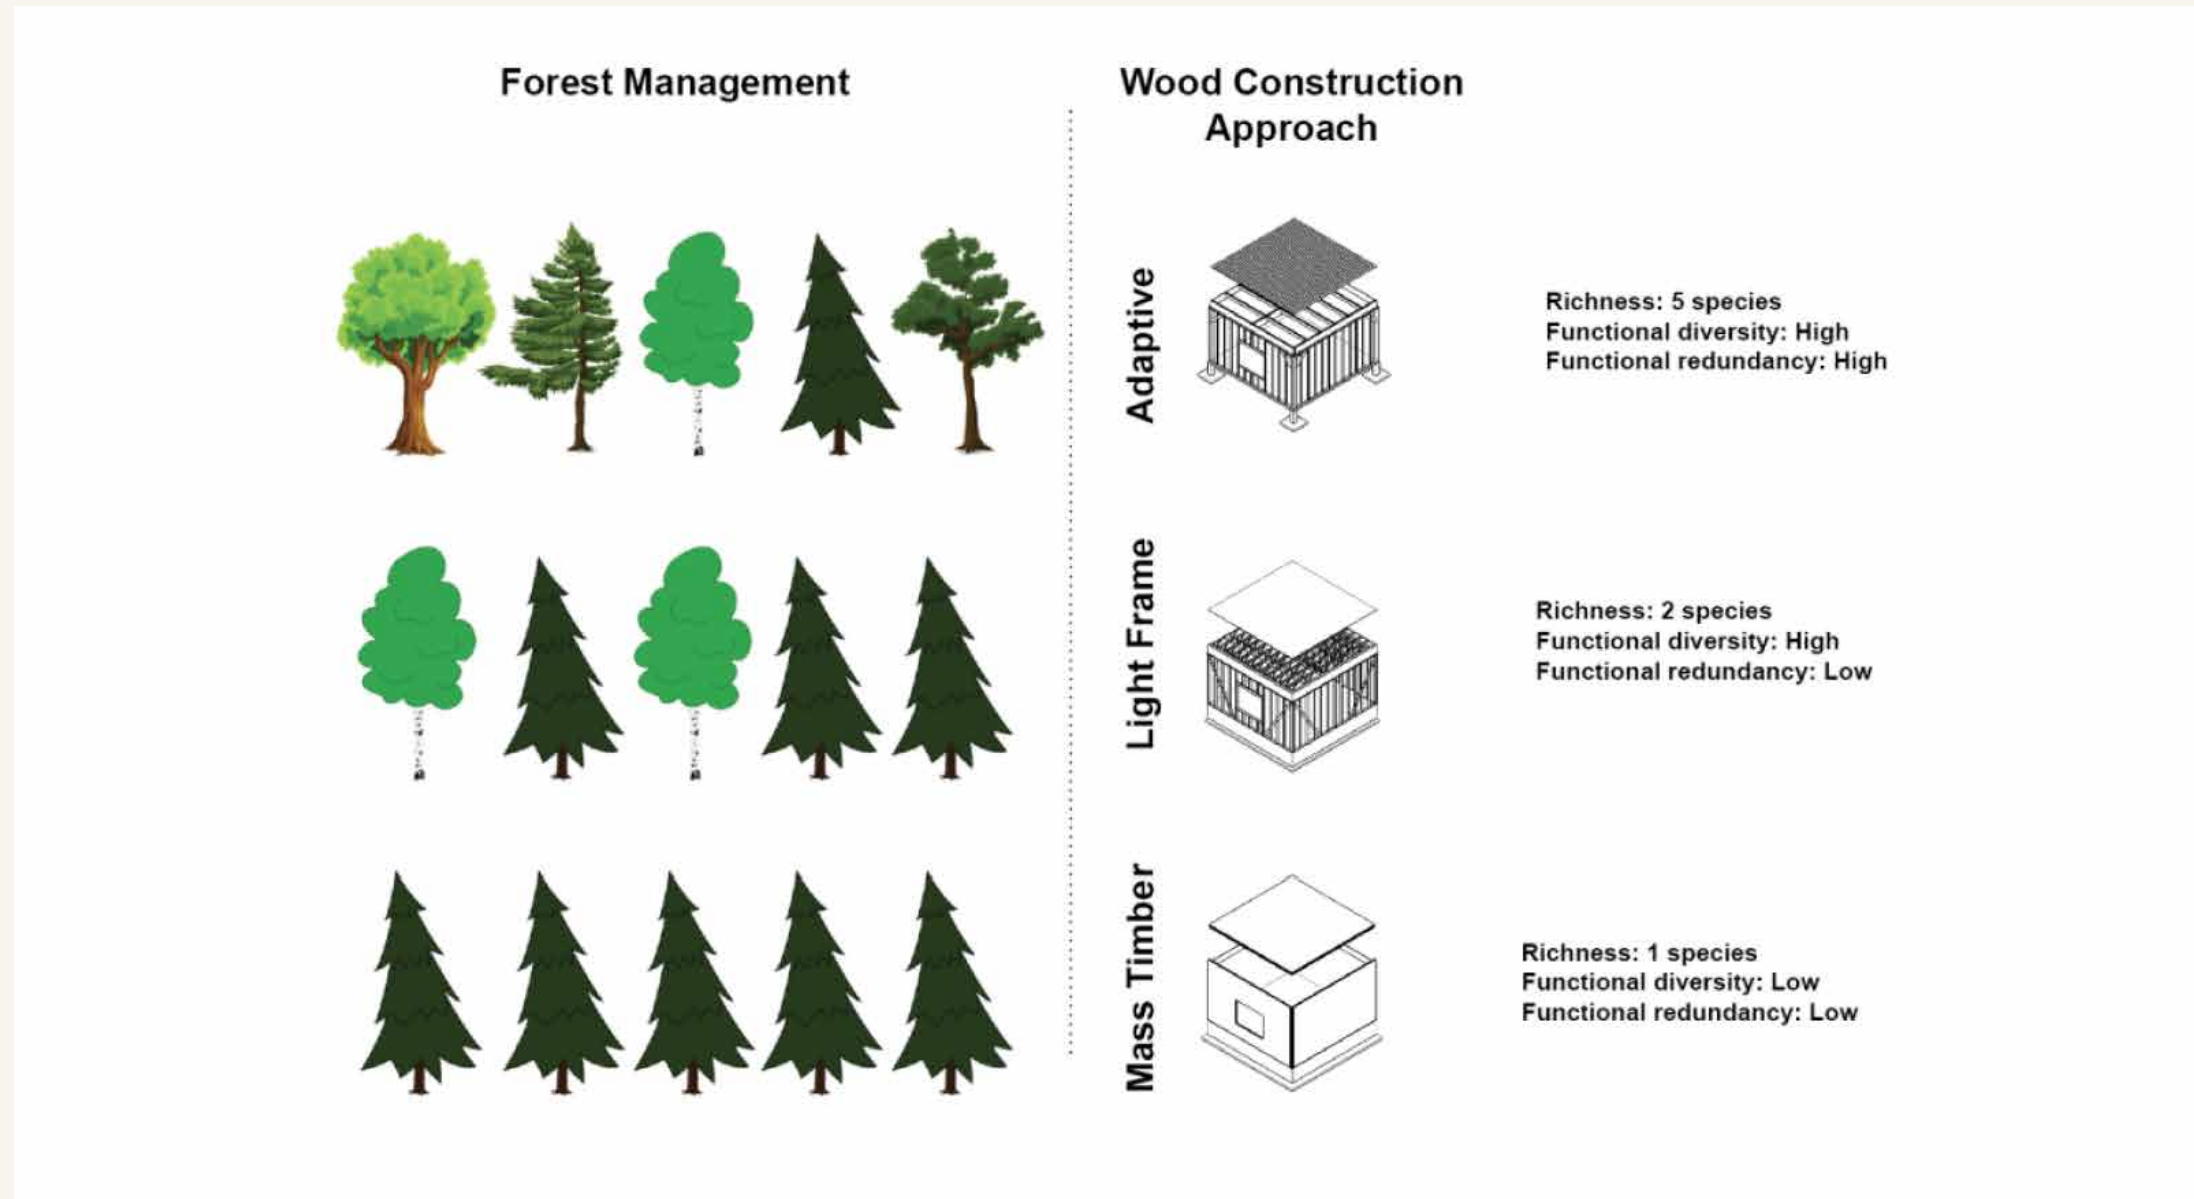 Forest Management
Wood Construction
Approach
Adaptive
Richness: 5 species
Functional diversity: High
Functional redundancy: High
Light Frame
Richness: 2 species
Functional diversity: High
Functional redundancy: Low
Mass Timber
Richness: 1 species
Functional diversity: Low
Functional redundancy: Low